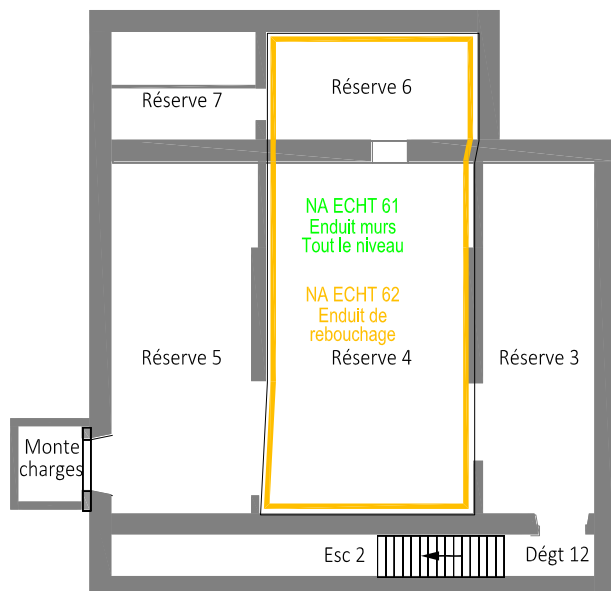 Réserve 7
Réserve 6
NA ECHT 61
Enduit murs
Tout le niveau
NA ECHT 62
Enduit de
rebouchage
Réserve 5
Réserve 4
Réserve 3
Monte
charges
Esc 2
Dégt 12